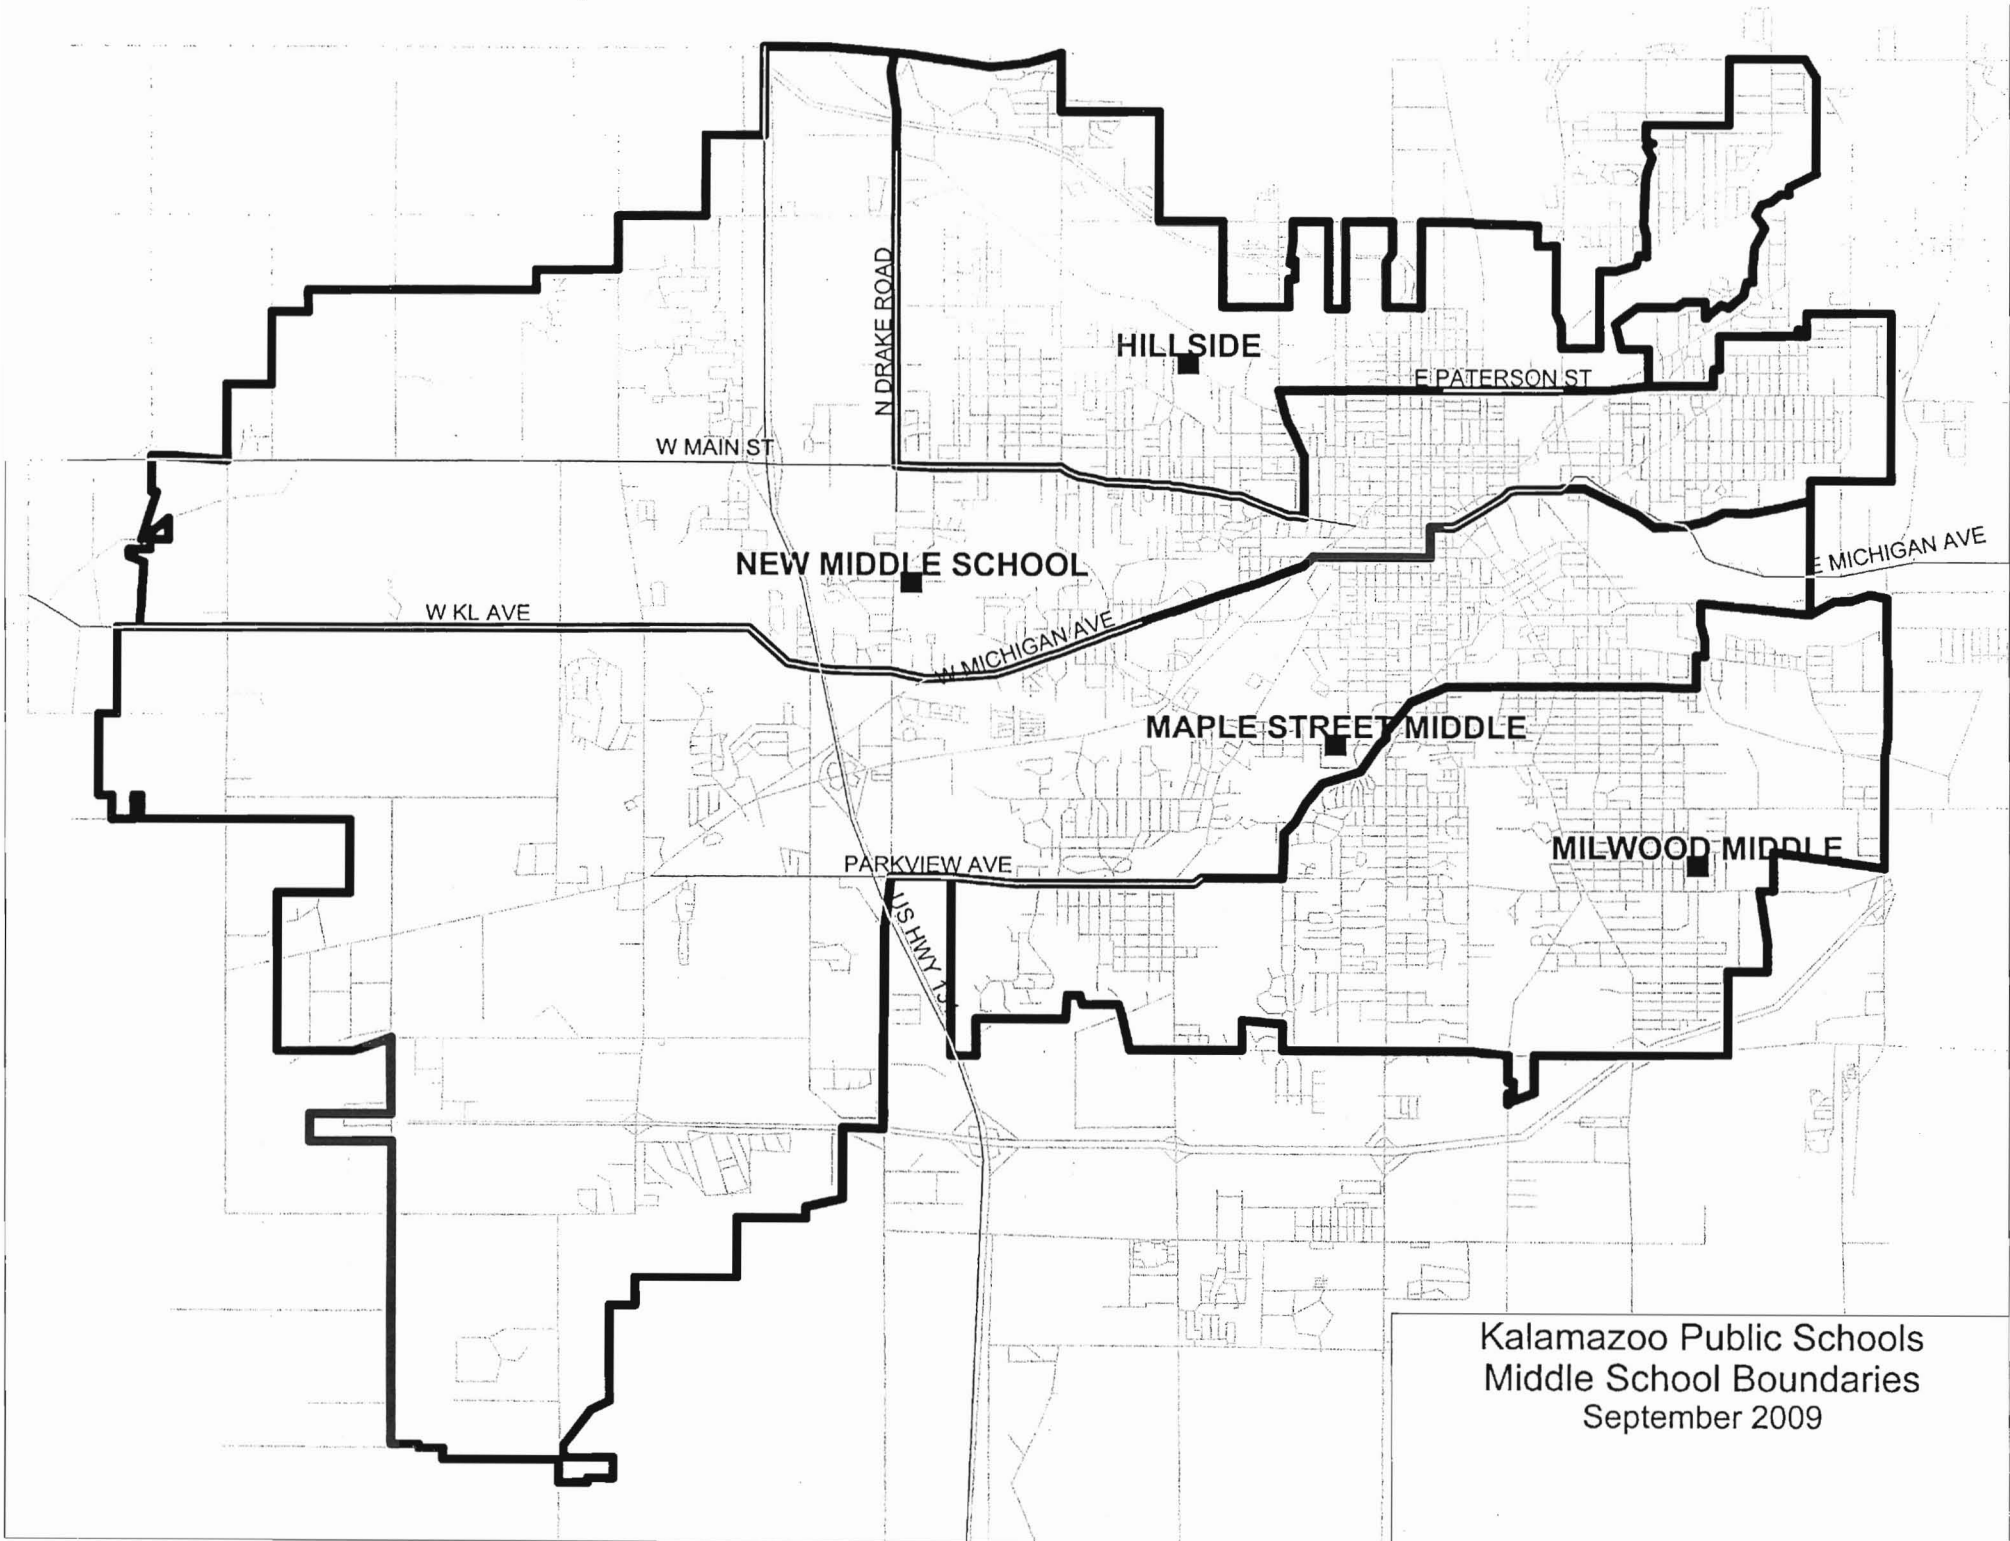 N DRAKE ROAD
HILLSIDE
E PATERSON ST
W MAIN ST
NEW MIDDLE SCHOOL
E MICHIGAN AVE
W KL AVE
W MICHIGAN AVE
MAPLE STREET MIDDLE
MILWOOD MIDDLE
PARKVIEW AVE
US HWY 131
Kalamazoo Public Schools
Middle School Boundaries
September 2009